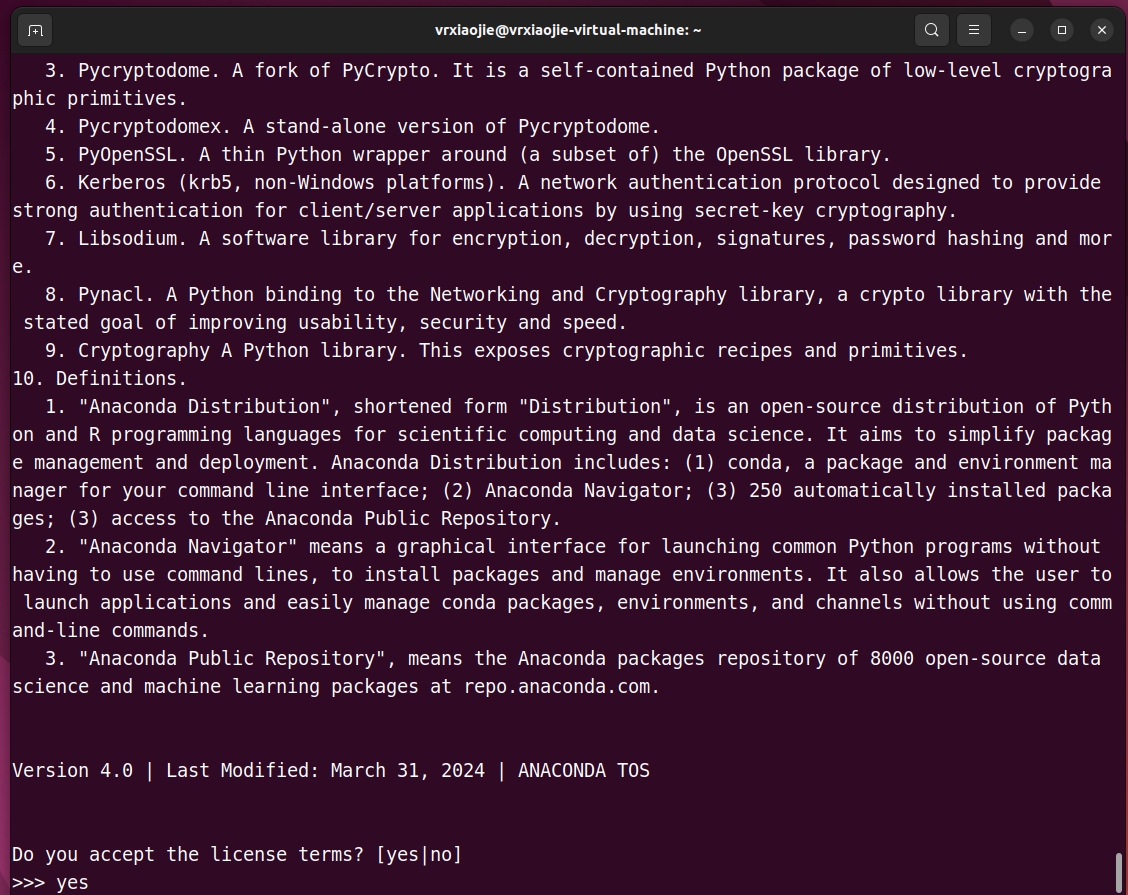 vrxiaojie@vrxiaojie-virtual-machine: ~
   3. Pycryptodome. A fork of PyCrypto. It is a self-contained Python package of low-level cryptogra
phic primitives.
   4. Pycryptodomex. A stand-alone version of Pycryptodome.
   5. PyOpenSSL. A thin Python wrapper around (a subset of) the OpenSSL library.
   6. Kerberos (krb5, non-Windows platforms). A network authentication protocol designed to provide
strong authentication for client/server applications by using secret-key cryptography.
   7. Libsodium. A software library for encryption, decryption, signatures, password hashing and mor
e.
   8. Pynacl. A Python binding to the Networking and Cryptography library, a crypto library with the
 stated goal of improving usability, security and speed.
   9. Cryptography A Python library. This exposes cryptographic recipes and primitives.
10. Definitions.
   1. "Anaconda Distribution", shortened form "Distribution", is an open-source distribution of Pyth
on and R programming languages for scientific computing and data science. It aims to simplify packag
e management and deployment. Anaconda Distribution includes: (1) conda, a package and environment ma
nager for your command line interface; (2) Anaconda Navigator; (3) 250 automatically installed packa
ges; (3) access to the Anaconda Public Repository.
   2. "Anaconda Navigator" means a graphical interface for launching common Python programs without
having to use command lines, to install packages and manage environments. It also allows the user to
 launch applications and easily manage conda packages, environments, and channels without using comm
and-line commands.
   3. "Anaconda Public Repository", means the Anaconda packages repository of 8000 open-source data
science and machine learning packages at repo.anaconda.com.
Version 4.0 | Last Modified: March 31, 2024 | ANACONDA TOS
Do you accept the license terms? [yes|no]
>>> yes